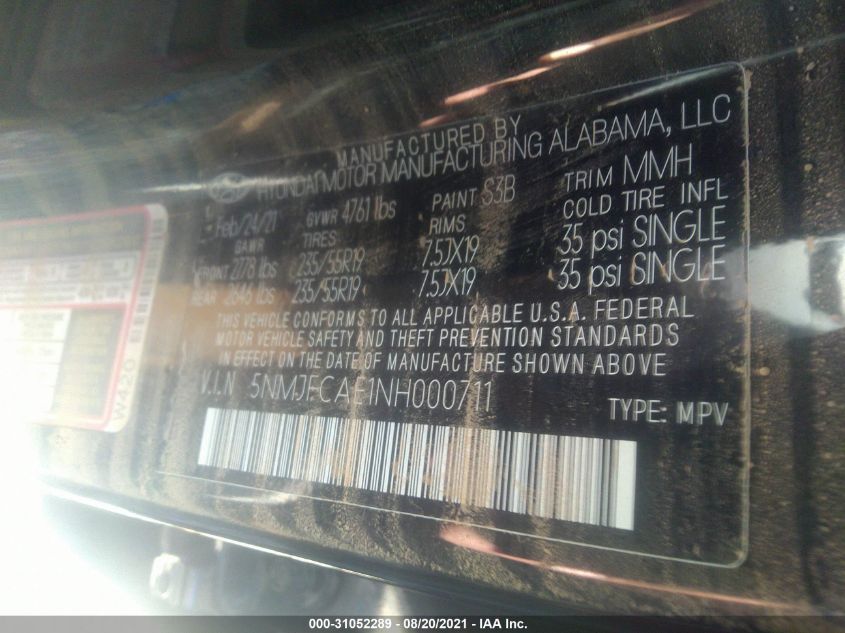 MANUFACTURED BY
HYUNDAI MOTOR MANUFACTURING ALABAMA, LLC
Feb/24/21 GVWR 4761 lbs PAINT S3B TRIM MMH
GAWR TIRES RIMS COLD TIRE INFL
FRONT 2778 lbs 235/55R19 7.5JX19 35 psi SINGLE
REAR 2646 lbs 235/55R19 7.5JX19 35 psi SINGLE
THIS VEHICLE CONFORMS TO ALL APPLICABLE U.S.A. FEDERAL
MOTOR VEHICLE SAFETY AND THEFT PREVENTION STANDARDS
IN EFFECT ON THE DATE OF MANUFACTURE SHOWN ABOVE.
V.I.N 5NMJFCAE1NH000711
TYPE: MPV
W420
000-31052289 - 08/20/2021 - IAA Inc.